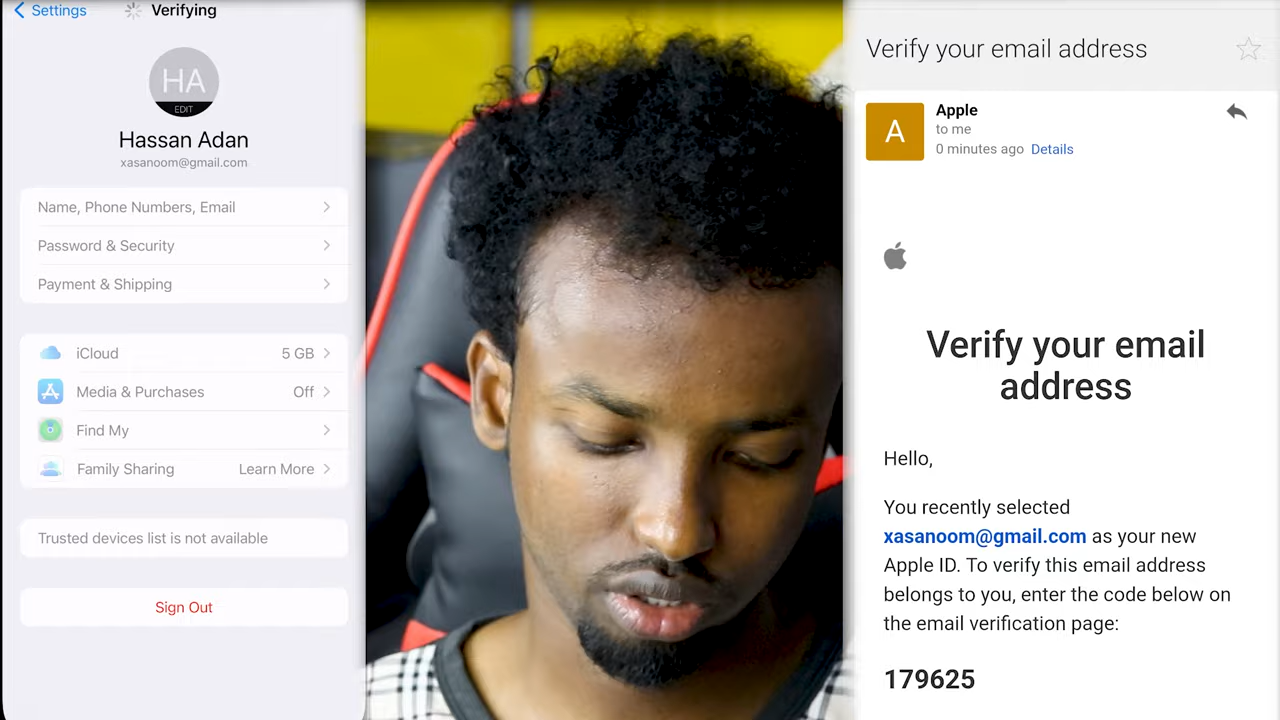 Settings
Verifying
HA
EDIT
Hassan Adan
xasanoom@gmail.com
Name, Phone Numbers, Email
Password & Security
Payment & Shipping
iCloud 5 GB
Media & Purchases Off
Find My
Family Sharing Learn More
Trusted devices list is not available
Sign Out
Verify your email address
A
Apple
to me
0 minutes ago Details
Verify your email
address
Hello,
You recently selected
xasanoom@gmail.com as your new
Apple ID. To verify this email address
belongs to you, enter the code below on
the email verification page:
179625